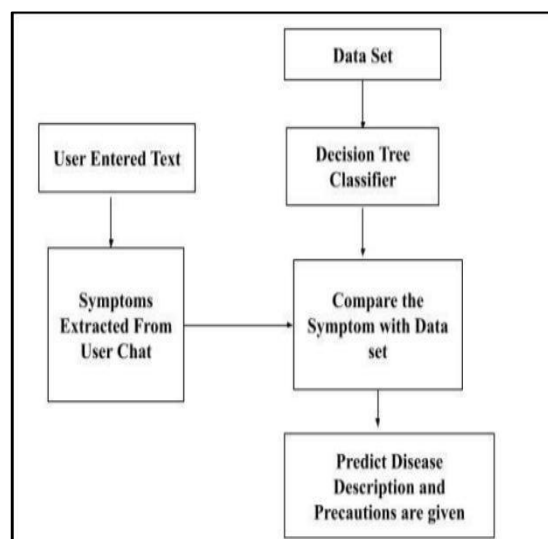 Data Set
User Entered Text
Decision Tree
Classifier
Symptoms
Extracted From
User Chat
Compare the
Symptom with Data
set
Predict Disease
Description and
Precautions are given